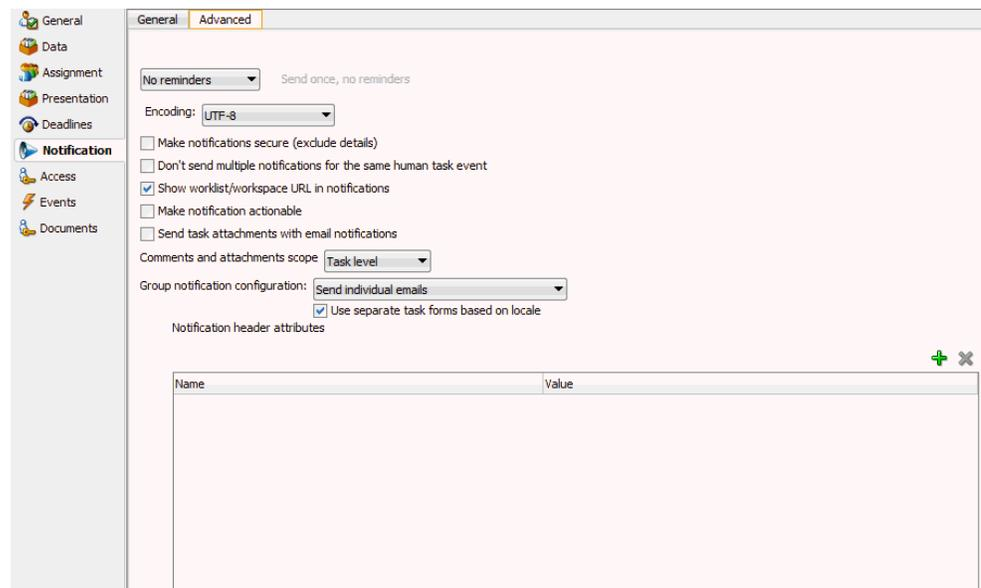 General
Data
Assignment
Presentation
Deadlines
Notification
Access
Events
Documents
General Advanced
No reminders Send once, no reminders
Encoding: UTF-8
Make notifications secure (exclude details)
Don't send multiple notifications for the same human task event
Show worklist/workspace URL in notifications
Make notification actionable
Send task attachments with email notifications
Comments and attachments scope Task level
Group notification configuration: Send individual emails
Use separate task forms based on locale
Notification header attributes
Name Value